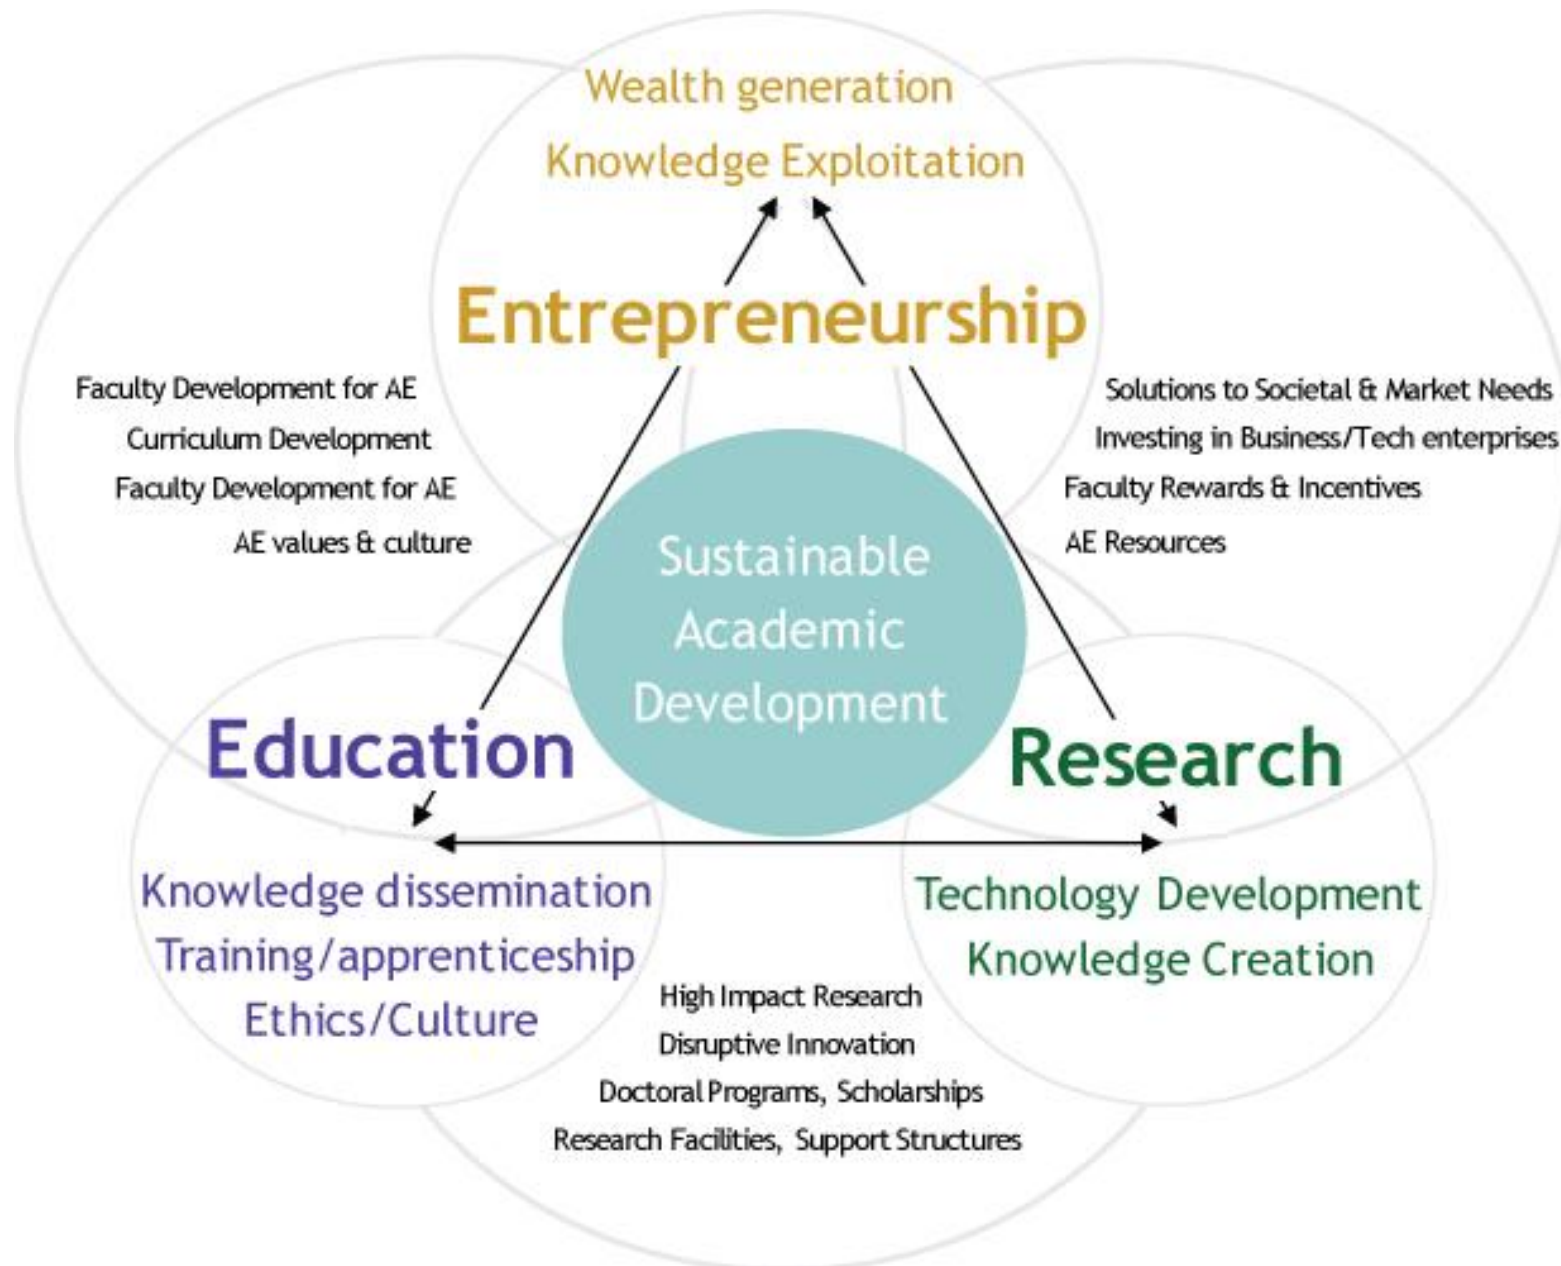 Wealth generation
Knowledge Exploitation
Entrepreneurship
Faculty Development for AE
Curriculum Development
Faculty Development for AE
AE values & culture
Solutions to Societal & Market Needs
Investing in Business/Tech enterprises
Faculty Rewards & Incentives
AE Resources
Sustainable
Academic
Development
Education
Knowledge dissemination
Training/apprenticeship
Ethics/Culture
Research
Technology Development
Knowledge Creation
High Impact Research
Disruptive Innovation
Doctoral Programs, Scholarships
Research Facilities, Support Structures